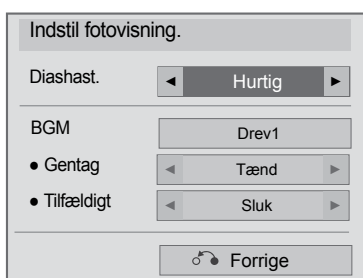 Indstil fotovisning.
Diashast. ◄ Hurtig ►
BGM Drev1
● Gentag ◄ Tænd ►
● Tilfældigt ◄ Sluk ►
Forrige